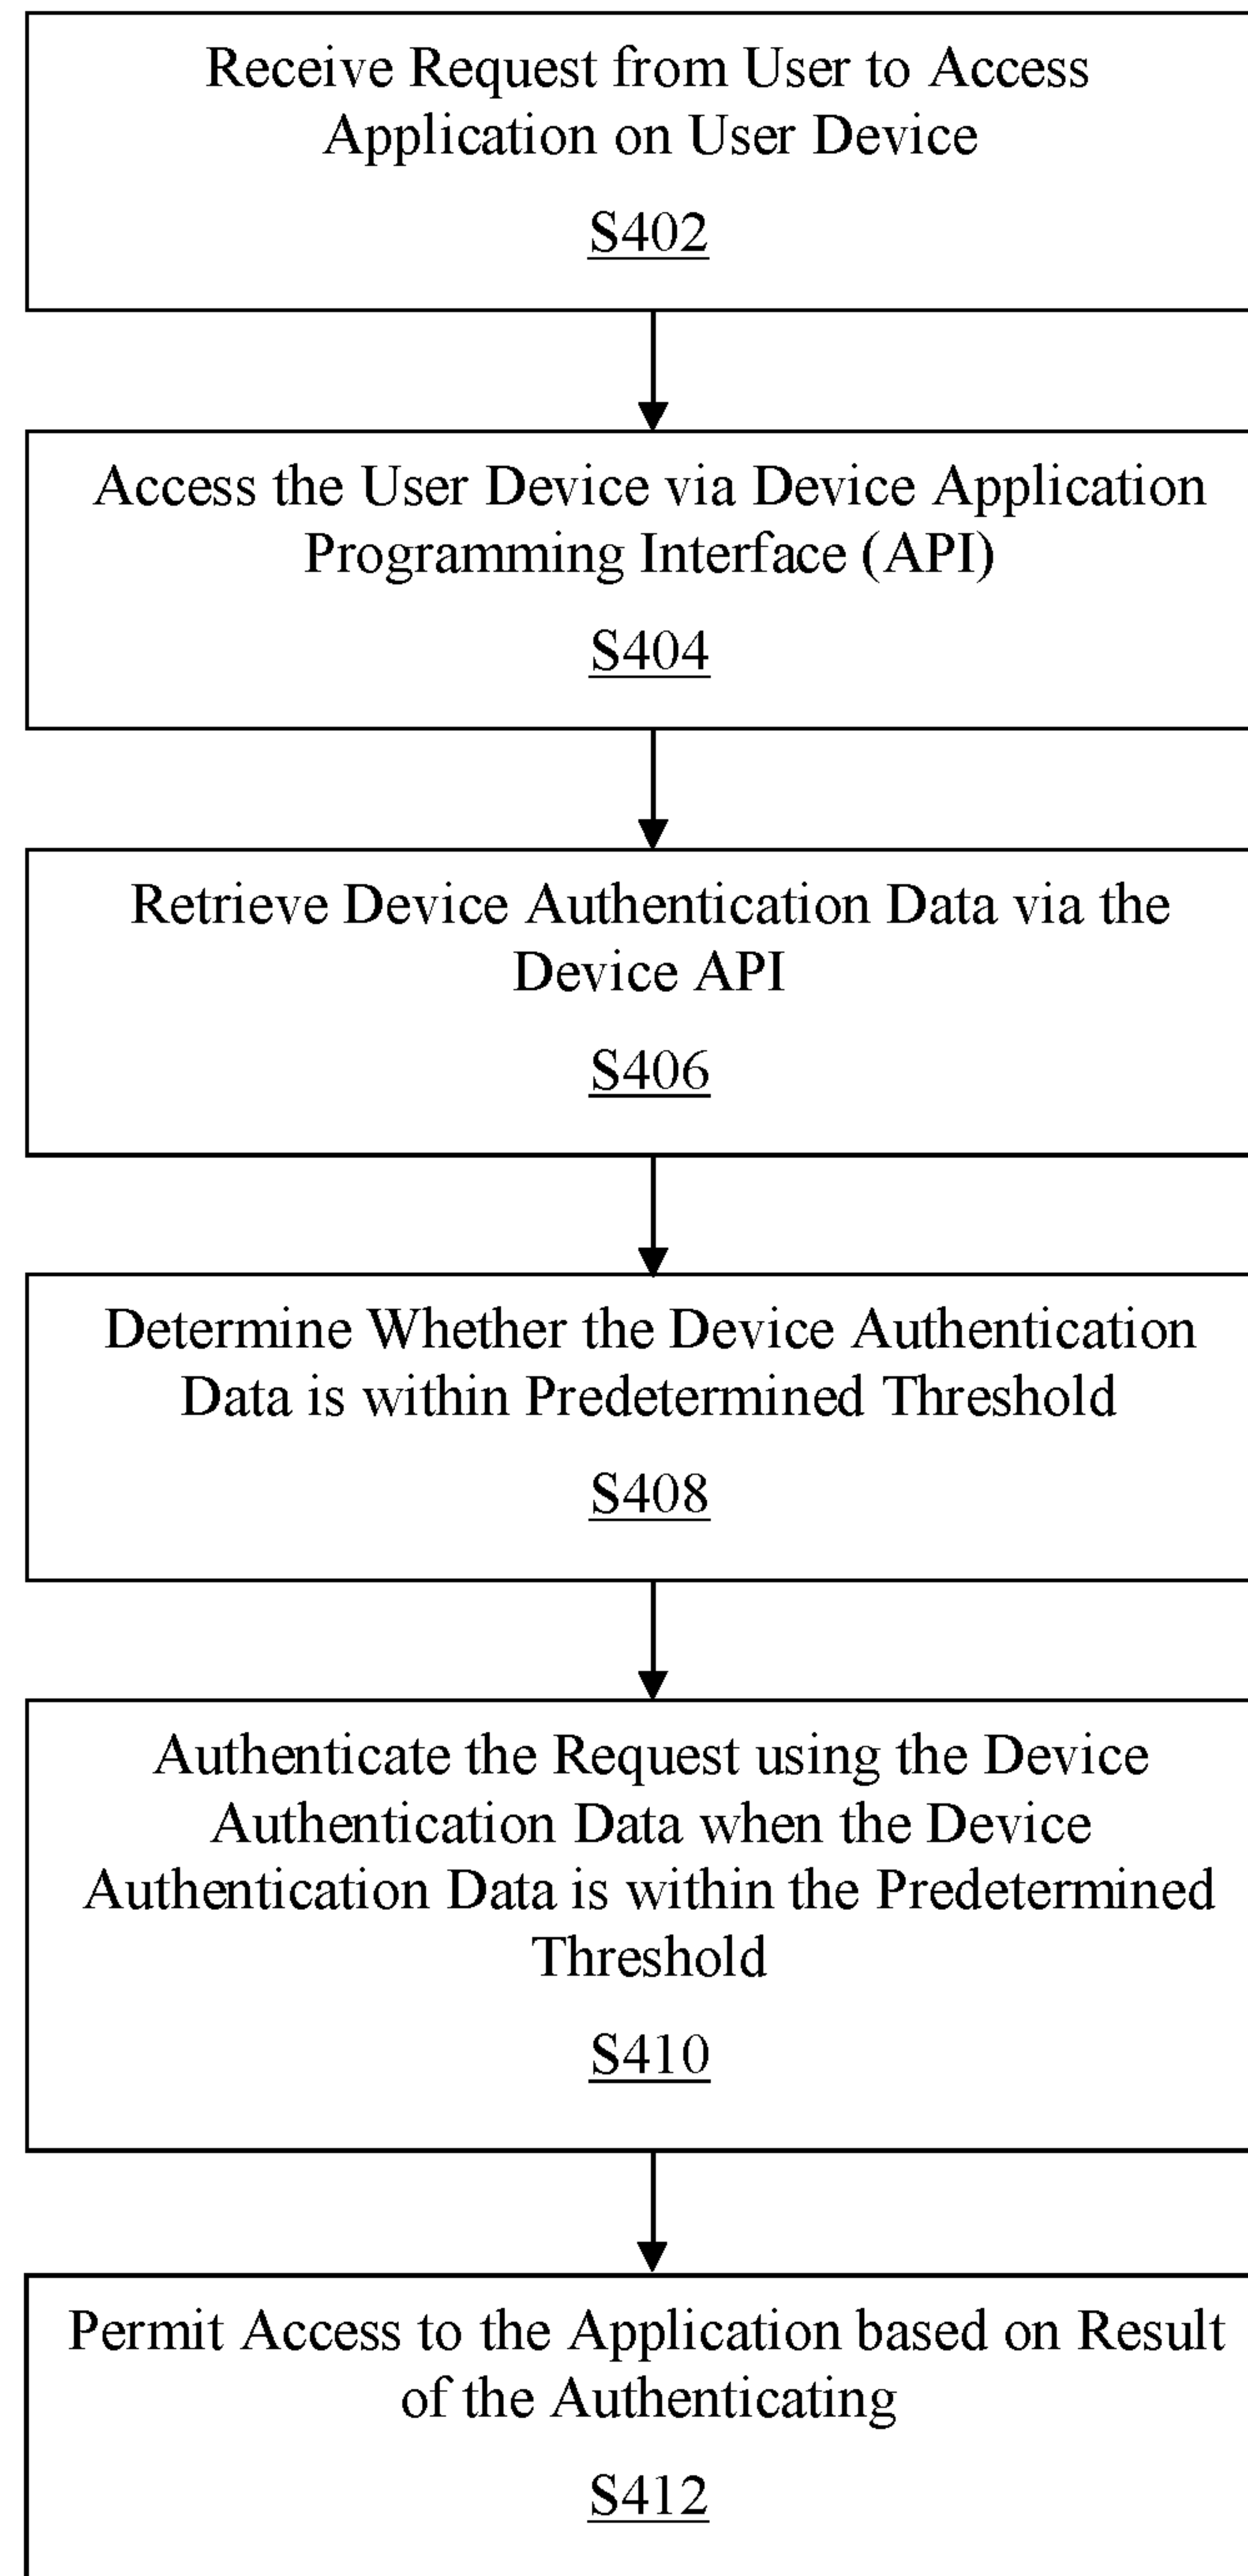 Receive Request from User to Access
Application on User Device
S402
Access the User Device via Device Application
Programming Interface (API)
S404
Retrieve Device Authentication Data via the
Device API
S406
Determine Whether the Device Authentication
Data is within Predetermined Threshold
S408
Authenticate the Request using the Device
Authentication Data when the Device
Authentication Data is within the Predetermined
Threshold
S410
Permit Access to the Application based on Result
of the Authenticating
S412